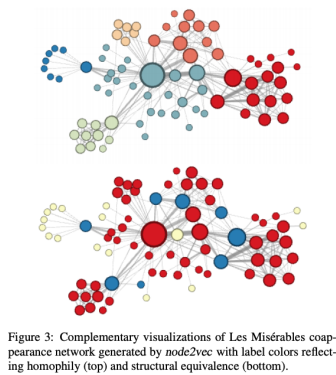 Figure 3: Complementary visualizations of Les Misérables coap-
pearance network generated by node2vec with label colors reflect-
ing homophily (top) and structural equivalence (bottom).